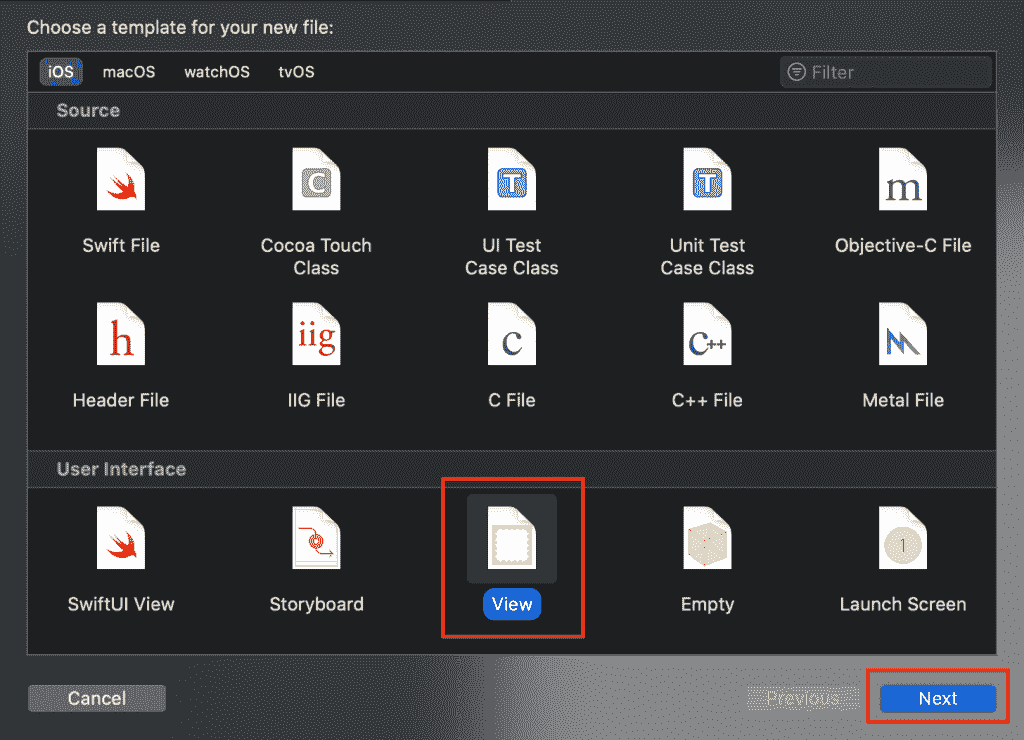 Choose a template for your new file:
iOS macOS watchOS tvOS Filter
Source
C T T m
Swift File Cocoa Touch Class UI Test Case Class Unit Test Case Class Objective-C File
h iig c C++
Header File IIG File C File C++ File Metal File
User Interface
1
SwiftUI View Storyboard View Empty Launch Screen
Cancel Previous Next